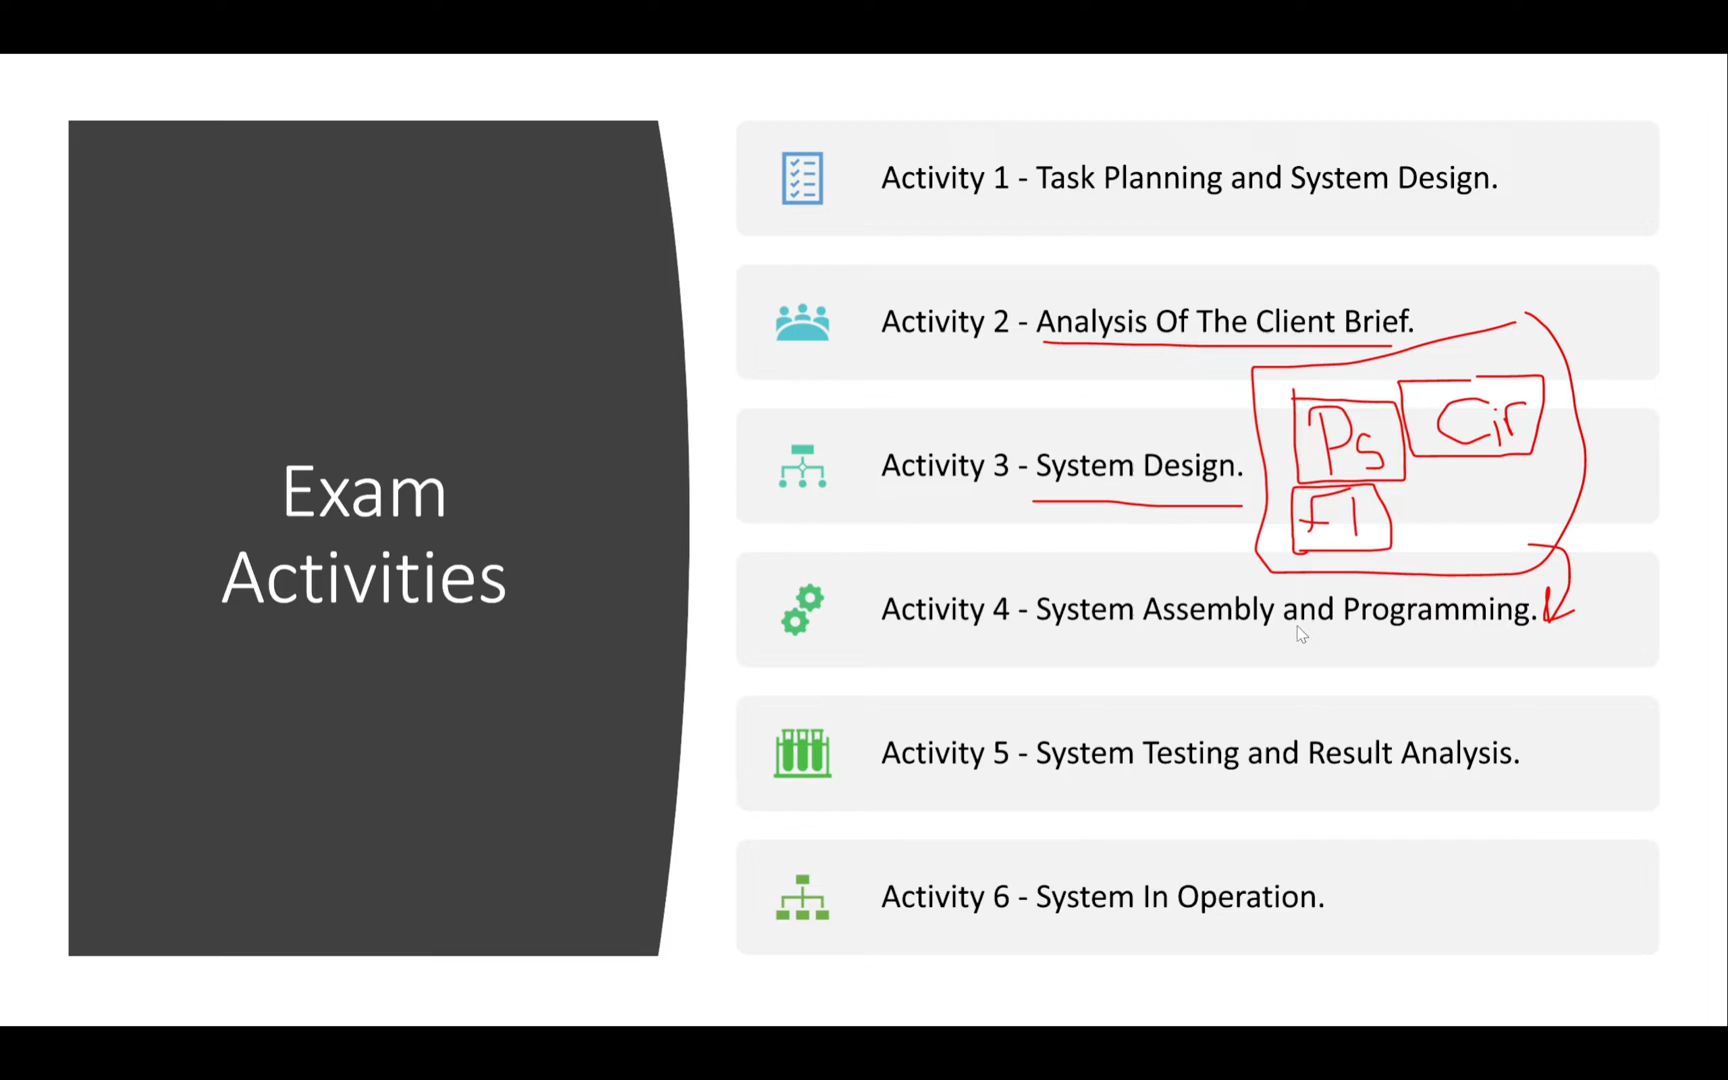 Exam
Activities
Activity 1 - Task Planning and System Design.
Activity 2 - Analysis Of The Client Brief.
Activity 3 - System Design.
Ps
Cir
Fl
Activity 4 - System Assembly and Programming.
Activity 5 - System Testing and Result Analysis.
Activity 6 - System In Operation.